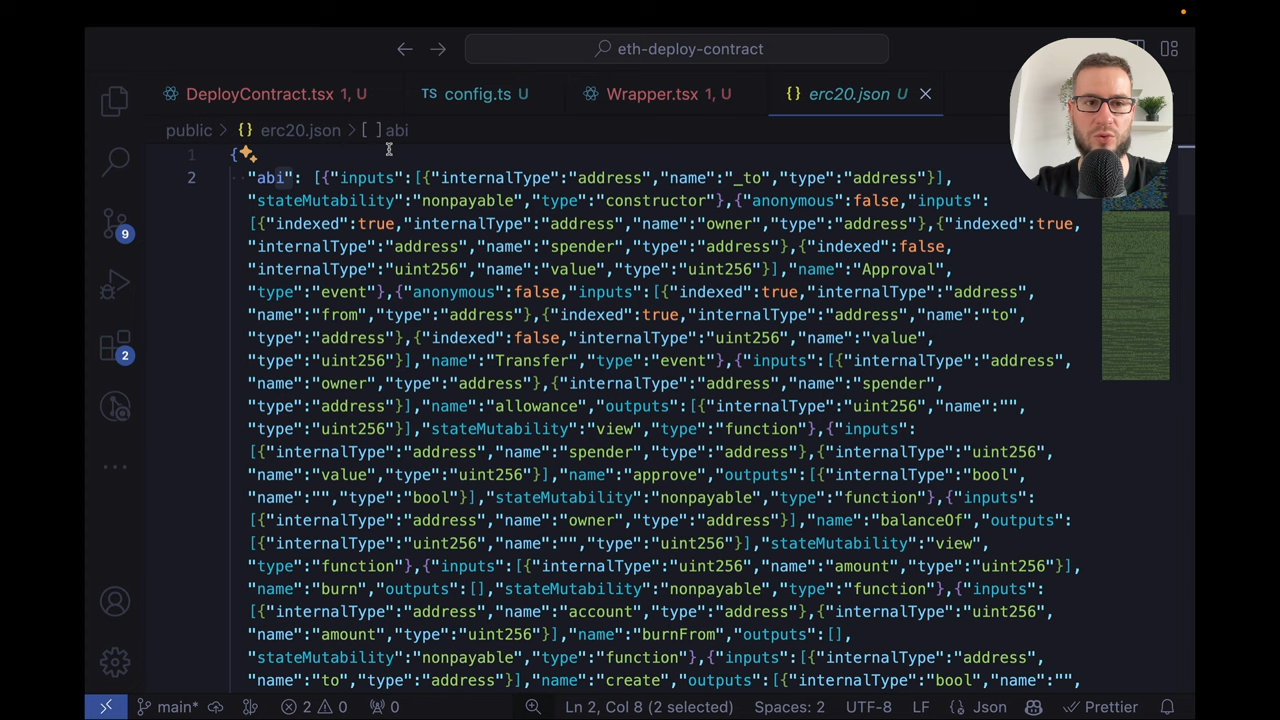 eth-deploy-contract
DeployContract.tsx 1, U
TS config.ts U
Wrapper.tsx 1, U
{} erc20.json U
public > {} erc20.json > [ ] abi
1 {
2 "abi": [{"inputs":[{"internalType":"address","name":"_to","type":"address"}],
"stateMutability":"nonpayable","type":"constructor"},{"anonymous":false,"inputs":
[{"indexed":true,"internalType":"address","name":"owner","type":"address"},{"indexed":true,
"internalType":"address","name":"spender","type":"address"},{"indexed":false,
"internalType":"uint256","name":"value","type":"uint256"}],"name":"Approval",
"type":"event"},{"anonymous":false,"inputs":[{"indexed":true,"internalType":"address",
"name":"from","type":"address"},{"indexed":true,"internalType":"address","name":"to",
"type":"address"},{"indexed":false,"internalType":"uint256","name":"value",
"type":"uint256"}],"name":"Transfer","type":"event"},{"inputs":[{"internalType":"address",
"name":"owner","type":"address"},{"internalType":"address","name":"spender",
"type":"address"}],"name":"allowance","outputs":[{"internalType":"uint256","name":"",
"type":"uint256"}],"stateMutability":"view","type":"function"},{"inputs":
[{"internalType":"address","name":"spender","type":"address"},{"internalType":"uint256",
"name":"value","type":"uint256"}],"name":"approve","outputs":[{"internalType":"bool",
"name":"","type":"bool"}],"stateMutability":"nonpayable","type":"function"},{"inputs":
[{"internalType":"address","name":"owner","type":"address"}],"name":"balanceOf","outputs":
[{"internalType":"uint256","name":"","type":"uint256"}],"stateMutability":"view",
"type":"function"},{"inputs":[{"internalType":"uint256","name":"amount","type":"uint256"}],
"name":"burn","outputs":[],"stateMutability":"nonpayable","type":"function"},{"inputs":
[{"internalType":"address","name":"account","type":"address"},{"internalType":"uint256",
"name":"amount","type":"uint256"}],"name":"burnFrom","outputs":[],
"stateMutability":"nonpayable","type":"function"},{"inputs":[{"internalType":"address",
"name":"to","type":"address"}],"name":"create","outputs":[{"internalType":"bool","name":"",
9
2
main* 2 0 0 Ln 2, Col 8 (2 selected) Spaces: 2 UTF-8 LF {} Json Prettier